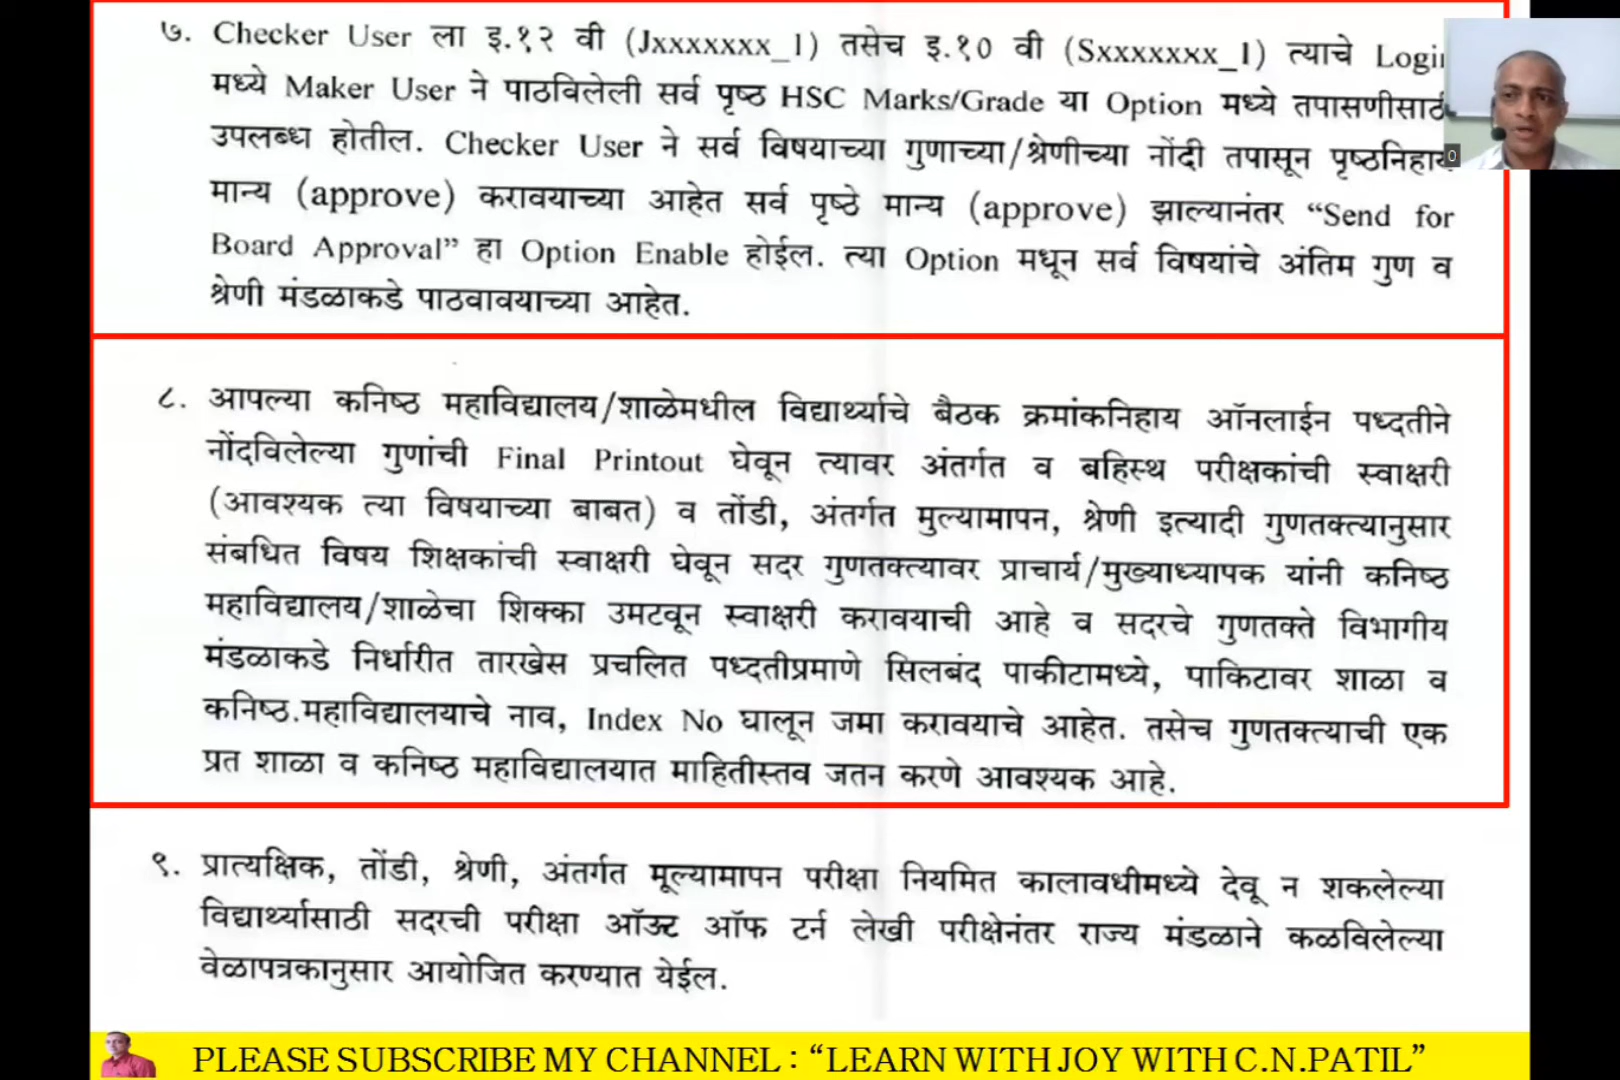 ७. Checker User ला इ.१२ वी (Jxxxxxxx_1) तसेच इ.१० वी (Sxxxxxxx_1) त्याचे Login
मध्ये Maker User ने पाठविलेली सर्व पृष्ठ HSC Marks/Grade या Option मध्ये तपासणीसाठी
उपलब्ध होतील. Checker User ने सर्व विषयाच्या गुणाच्या/श्रेणीच्या नोंदी तपासून पृष्ठनिहाय
मान्य (approve) करावयाच्या आहेत सर्व पृष्ठे मान्य (approve) झाल्यानंतर “Send for
Board Approval” हा Option Enable होईल. त्या Option मधून सर्व विषयांचे अंतिम गुण व
श्रेणी मंडळाकडे पाठवावयाच्या आहेत.
८. आपल्या कनिष्ठ महाविद्यालय/शाळेमधील विद्यार्थ्यांचे बैठक क्रमांकनिहाय ऑनलाईन पध्दतीने
नोंदविलेल्या गुणांची Final Printout घेवून त्यावर अंतर्गत व बहिस्थ परीक्षकांची स्वाक्षरी
(आवश्यक त्या विषयाच्या बाबत) व तोंडी, अंतर्गत मुल्यामापन, श्रेणी इत्यादी गुणतक्त्यानुसार
संबधित विषय शिक्षकांची स्वाक्षरी घेवून सदर गुणतक्त्यावर प्राचार्य/मुख्याध्यापक यांनी कनिष्ठ
महाविद्यालय/शाळेचा शिक्का उमटवून स्वाक्षरी करावयाची आहे व सदरचे गुणतक्ते विभागीय
मंडळाकडे निर्धारीत तारखेस प्रचलित पध्दतीप्रमाणे सिलबंद पाकीटामध्ये, पाकिटावर शाळा व
कनिष्ठ.महाविद्यालयाचे नाव, Index No घालून जमा करावयाचे आहेत. तसेच गुणतक्त्याची एक
प्रत शाळा व कनिष्ठ महाविद्यालयात माहितीस्तव जतन करणे आवश्यक आहे.
९. प्रात्यक्षिक, तोंडी, श्रेणी, अंतर्गत मूल्यामापन परीक्षा नियमित कालावधीमध्ये देवू न शकलेल्या
विद्यार्थ्यासाठी सदरची परीक्षा ऑऊट ऑफ टर्न लेखी परीक्षेनंतर राज्य मंडळाने कळविलेल्या
वेळापत्रकानुसार आयोजित करण्यात येईल.
PLEASE SUBSCRIBE MY CHANNEL : “LEARN WITH JOY WITH C.N.PATIL”